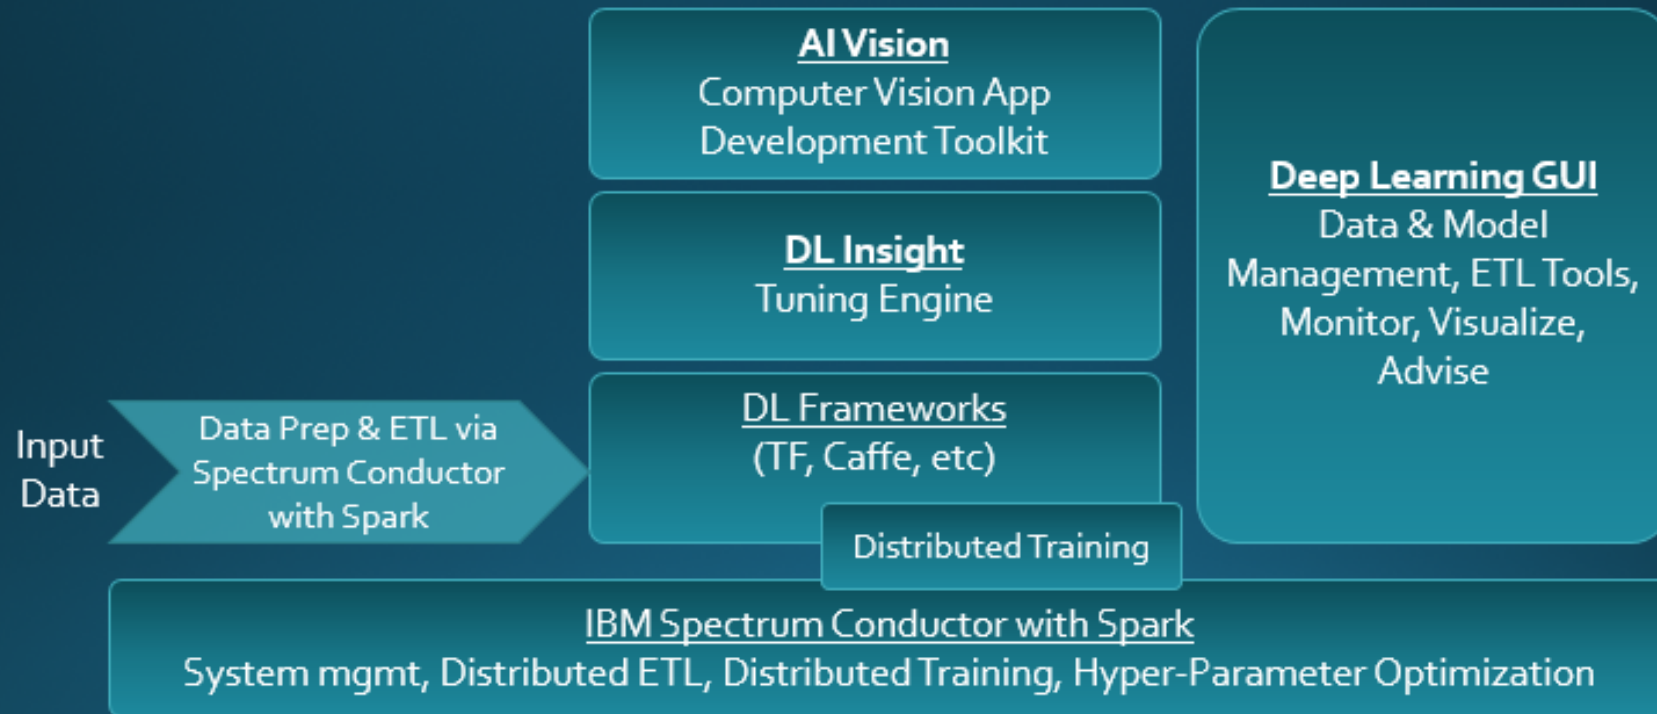 AI Vision
Computer Vision App
Development Toolkit
DL Insight
Tuning Engine
Deep Learning GUI
Data & Model
Management, ETL Tools,
Monitor, Visualize,
Advise
Input
Data
Data Prep & ETL via
Spectrum Conductor
with Spark
DL Frameworks
(TF, Caffe, etc)
Distributed Training
IBM Spectrum Conductor with Spark
System mgmt, Distributed ETL, Distributed Training, Hyper-Parameter Optimization